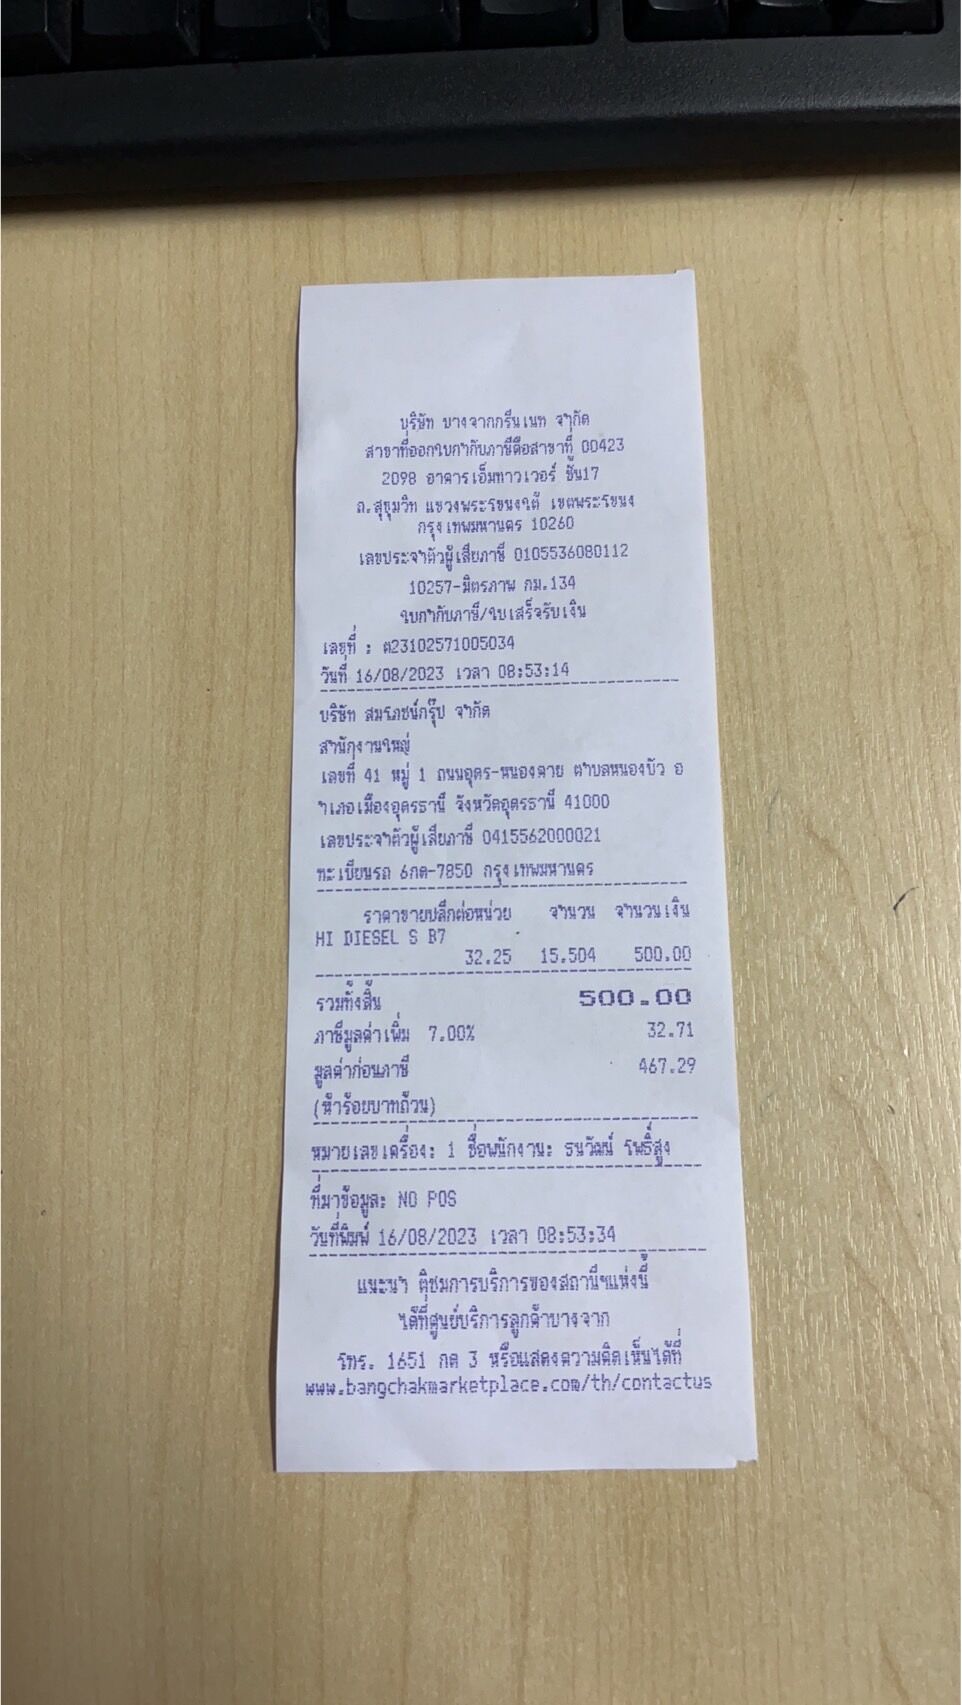 บริษัท บางจากกรีนเนท จำกัด
สาขาที่ออกใบกำกับภาษีคือสาขาที่ 00423
2098 อาคารเอ็มทาวเวอร์ ชั้น17
ถ.สุขุมวิท แขวงพระโขนงใต้ เขตพระโขนง
กรุงเทพมหานคร 10260
เลขประจำตัวผู้เสียภาษี 0105536080112
10257-มิตรภาพ กม.134
ใบกำกับภาษี/ใบเสร็จรับเงิน
เลขที่ : ต23102571005034
วันที่ 16/08/2023 เวลา 08:53:14
บริษัท สมโภชน์กรุ๊ป จำกัด
สำนักงานใหญ่
เลขที่ 41 หมู่ 1 ถนนอุดร-หนองคาย ตำบลหนองบัว อ
ำเภอเมืองอุดรธานี จังหวัดอุดรธานี 41000
เลขประจำตัวผู้เสียภาษี 0415562000021
ทะเบียนรถ 6กด-7850 กรุงเทพมหานคร
ราคาขายปลีกต่อหน่วย จำนวน จำนวนเงิน
HI DIESEL S B7
32.25 15.504 500.00
รวมทั้งสิ้น 500.00
ภาษีมูลค่าเพิ่ม 7.00% 32.71
มูลค่าก่อนภาษี 467.29
(ห้าร้อยบาทถ้วน)
หมายเลขเครื่อง: 1 ชื่อพนักงาน: ธนวัฒน์ โพธิ์สูง
ที่มาข้อมูล: NO POS
วันที่พิมพ์ 16/08/2023 เวลา 08:53:34
แนะนำ ติชมการบริการของสถานีฯแห่งนี้
ได้ที่ศูนย์บริการลูกค้าบางจาก
โทร. 1651 กด 3 หรือแสดงความคิดเห็นได้ที่
www.bangchakmarketplace.com/th/contactus